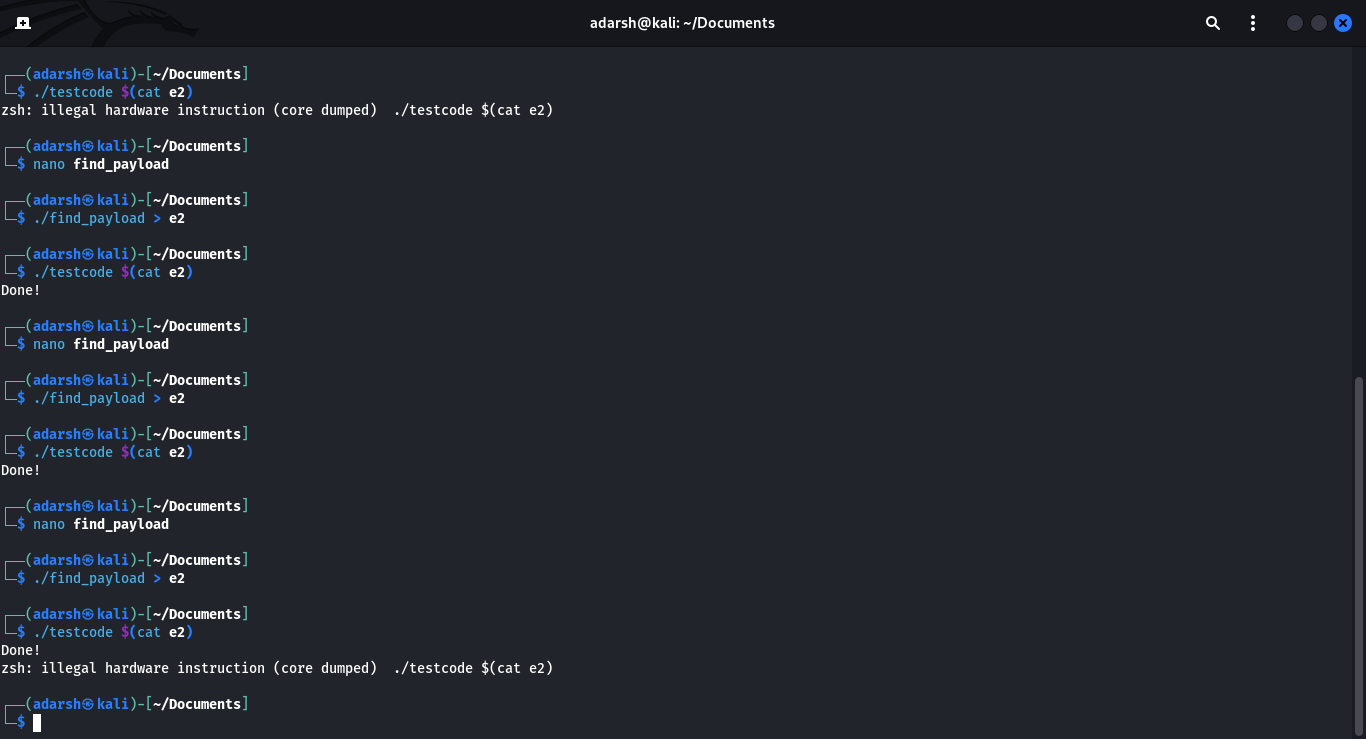 adarsh@kali: ~/Documents
┌──(adarsh㉿kali)-[~/Documents]
└─$ ./testcode $(cat e2)
zsh: illegal hardware instruction (core dumped)  ./testcode $(cat e2)
┌──(adarsh㉿kali)-[~/Documents]
└─$ nano find_payload
┌──(adarsh㉿kali)-[~/Documents]
└─$ ./find_payload > e2
┌──(adarsh㉿kali)-[~/Documents]
└─$ ./testcode $(cat e2)
Done!
┌──(adarsh㉿kali)-[~/Documents]
└─$ nano find_payload
┌──(adarsh㉿kali)-[~/Documents]
└─$ ./find_payload > e2
┌──(adarsh㉿kali)-[~/Documents]
└─$ ./testcode $(cat e2)
Done!
┌──(adarsh㉿kali)-[~/Documents]
└─$ nano find_payload
┌──(adarsh㉿kali)-[~/Documents]
└─$ ./find_payload > e2
┌──(adarsh㉿kali)-[~/Documents]
└─$ ./testcode $(cat e2)
Done!
zsh: illegal hardware instruction (core dumped)  ./testcode $(cat e2)
┌──(adarsh㉿kali)-[~/Documents]
└─$